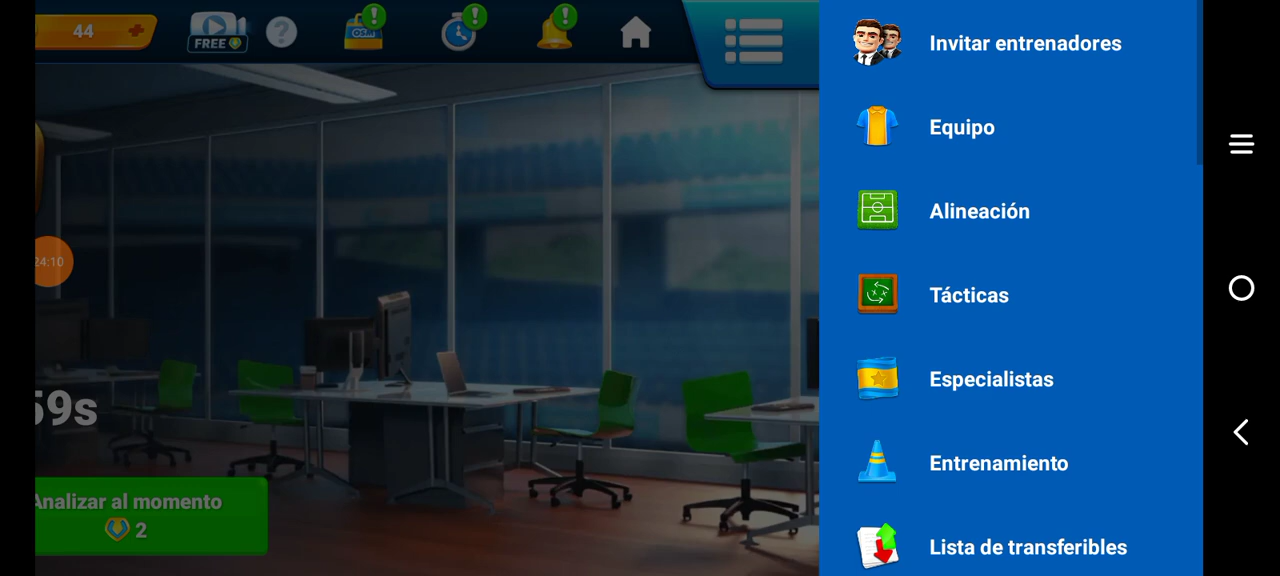 44
FREE
?
OSM
!
!
!
24:10
59s
Analizar al momento
2
Invitar entrenadores
Equipo
Alineación
Tácticas
Especialistas
Entrenamiento
Lista de transferibles